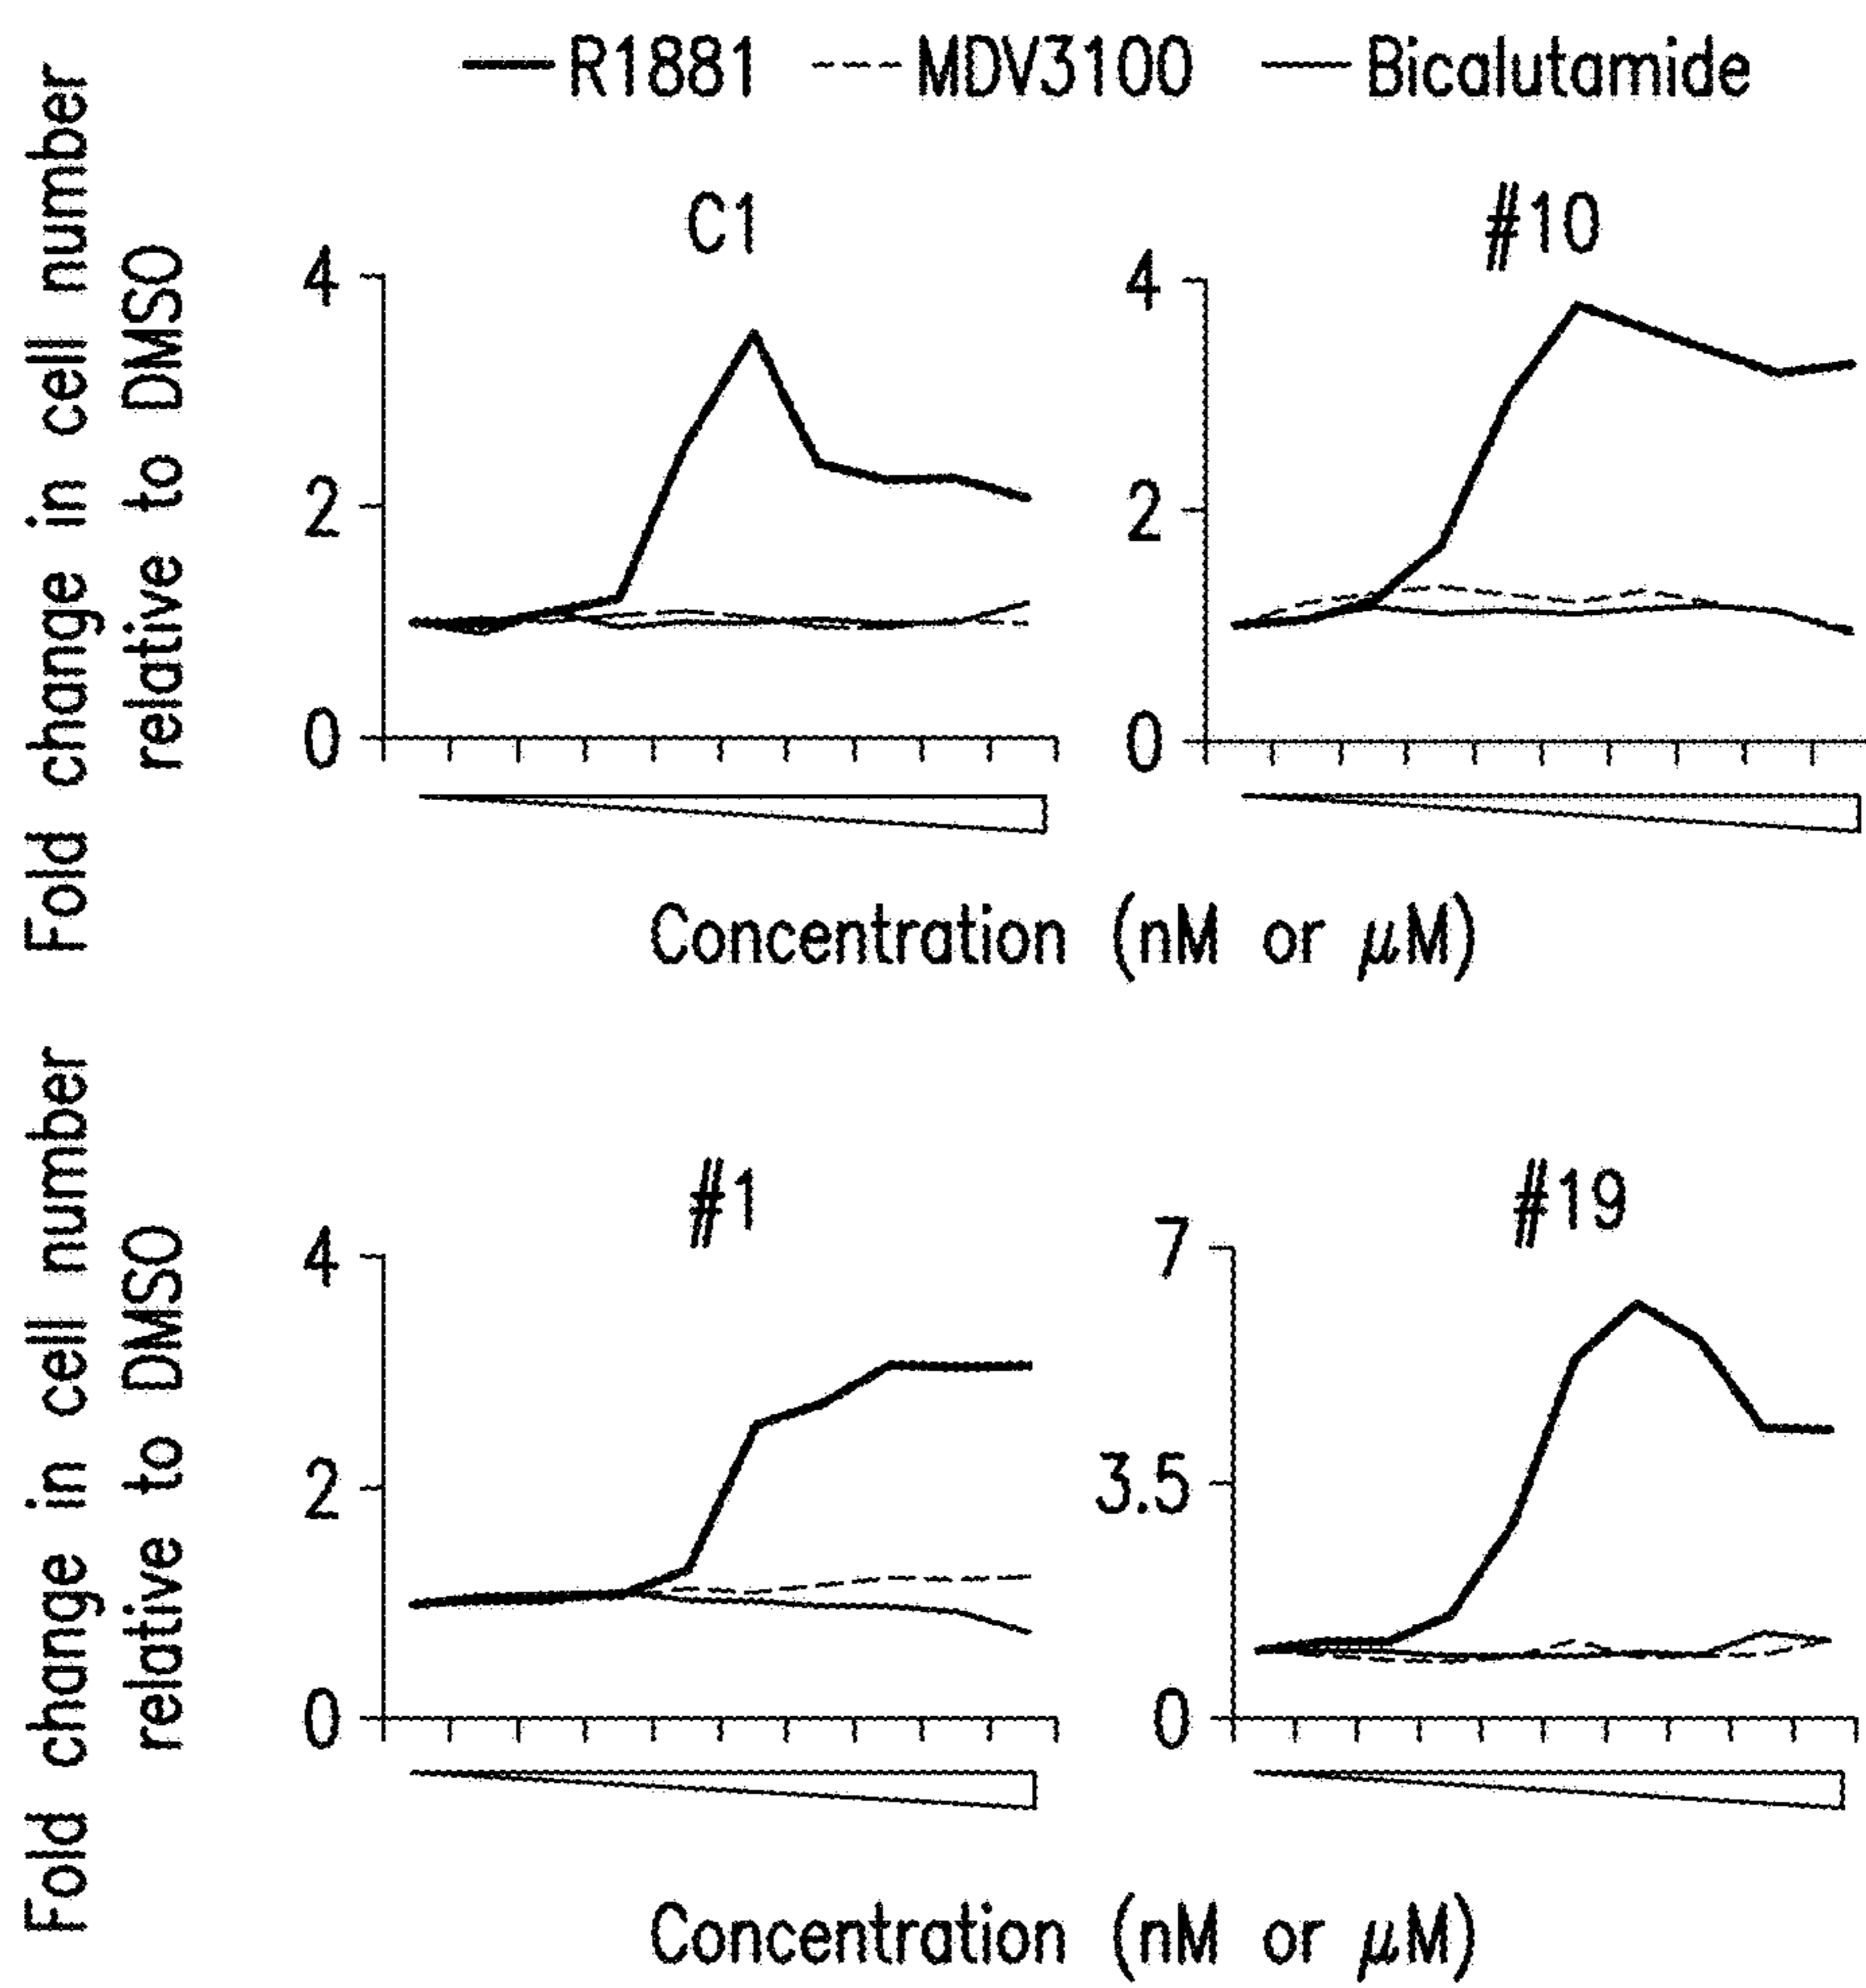 R1881 MDV3100 Bicalutamide
Fold change in cell number
relative to DMSO
C1
4
2
0
#10
4
2
0
Concentration (nM or μM)
Fold change in cell number
relative to DMSO
#1
4
2
0
#19
7
3.5
0
Concentration (nM or μM)